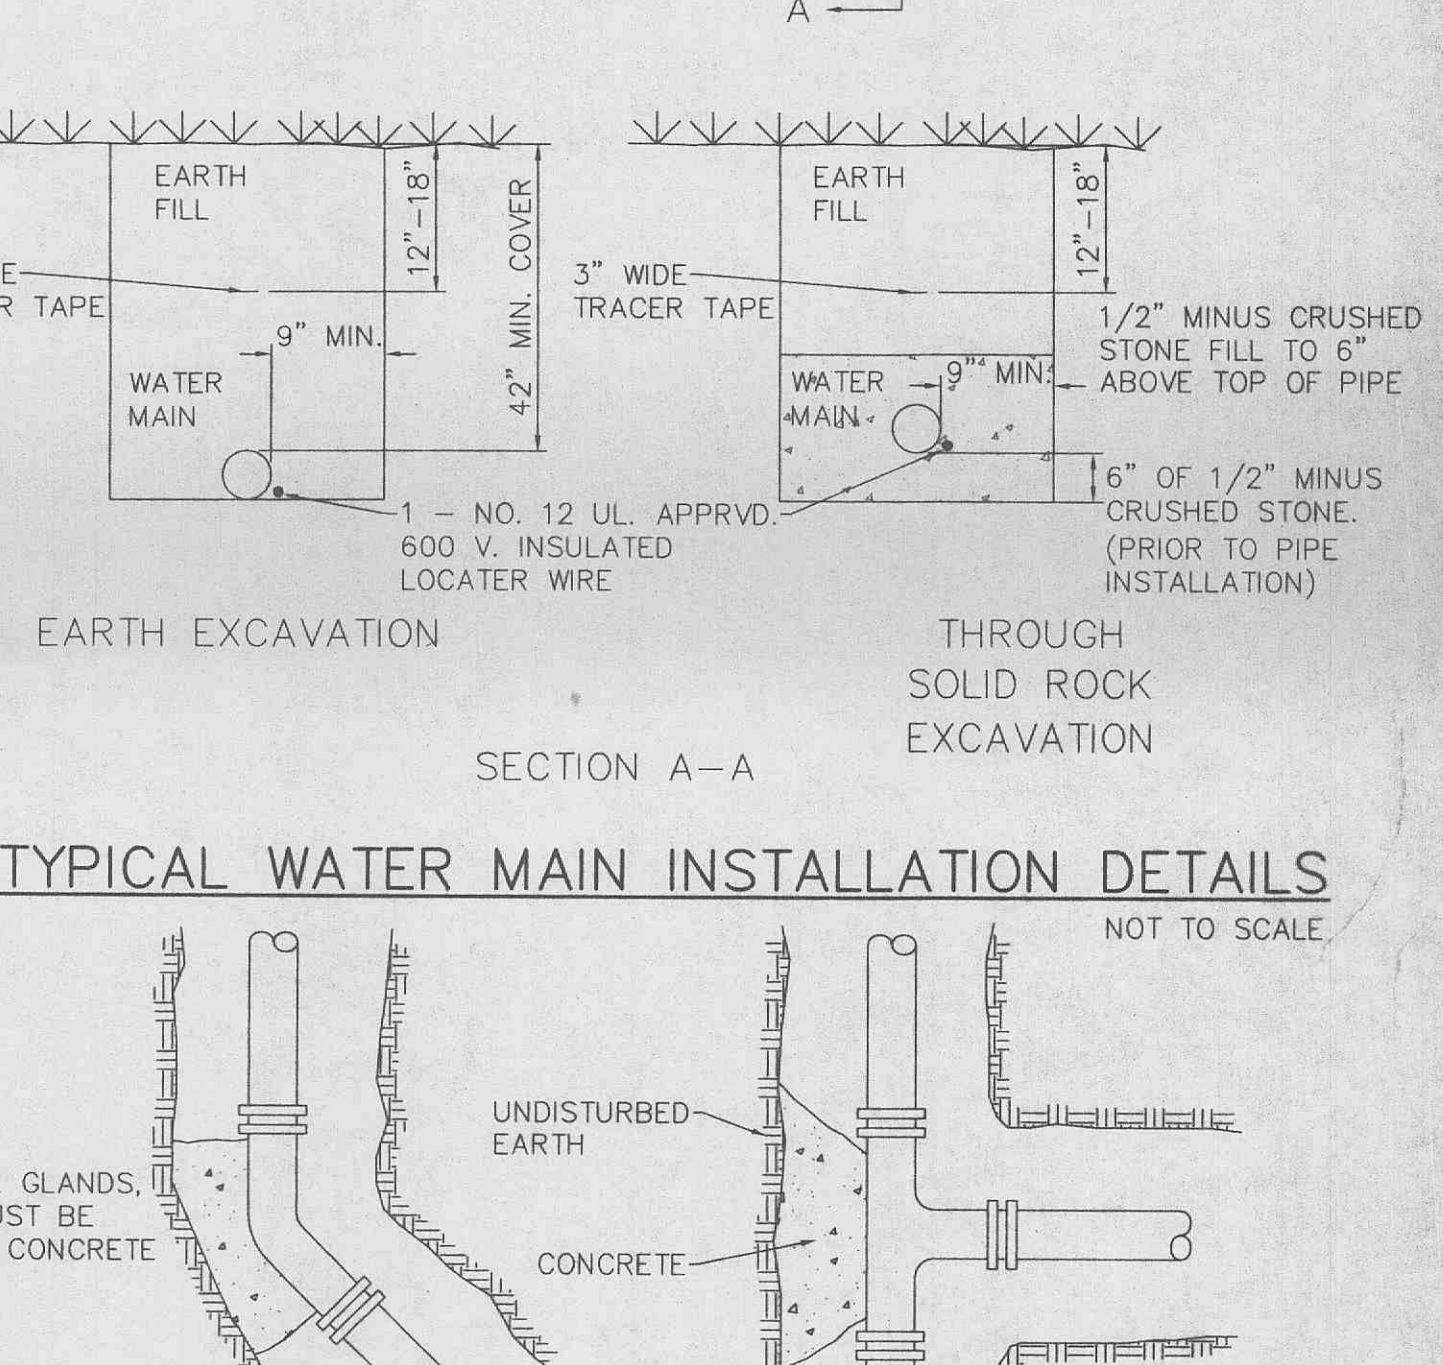 A
EARTH
FILL
12"-18"
42" MIN. COVER
TAPE
9" MIN.
WATER
MAIN
EARTH
FILL
12"-18"
3" WIDE
TRACER TAPE
1/2" MINUS CRUSHED
STONE FILL TO 6"
ABOVE TOP OF PIPE
WATER
MAIN
9" MIN.
6" OF 1/2" MINUS
CRUSHED STONE.
(PRIOR TO PIPE
INSTALLATION)
1 - NO. 12 UL. APPRVD.
600 V. INSULATED
LOCATER WIRE
EARTH EXCAVATION
THROUGH
SOLID ROCK
EXCAVATION
SECTION A-A
TYPICAL WATER MAIN INSTALLATION DETAILS
NOT TO SCALE
GLANDS,
BE
CONCRETE
UNDISTURBED
EARTH
CONCRETE